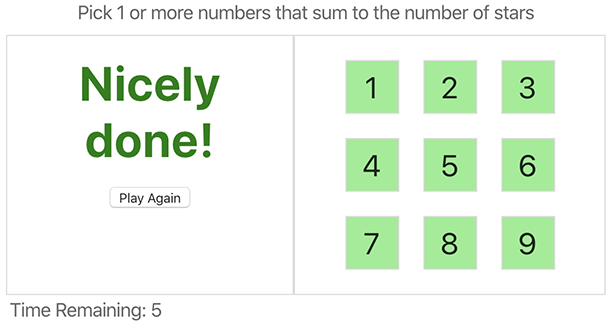 Pick 1 or more numbers that sum to the number of stars
Nicely
done!
Play Again
1 2 3
4 5 6
7 8 9
Time Remaining: 5